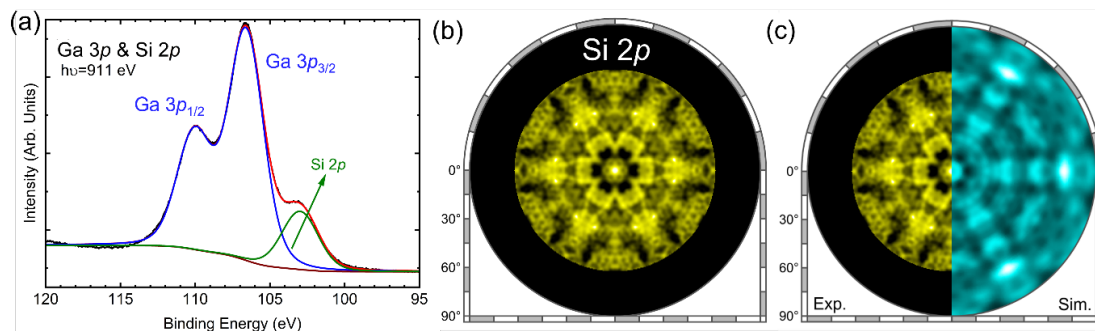 (a)
Ga 3p & Si 2p
hυ=911 eV
Ga 3p3/2
Ga 3p1/2
Si 2p
Intensity (Arb. Units)
120 115 110 105 100 95
Binding Energy (eV)
(b)
Si 2p
0°
30°
60°
90°
(c)
0°
30°
60°
90°
Exp.
Sim.